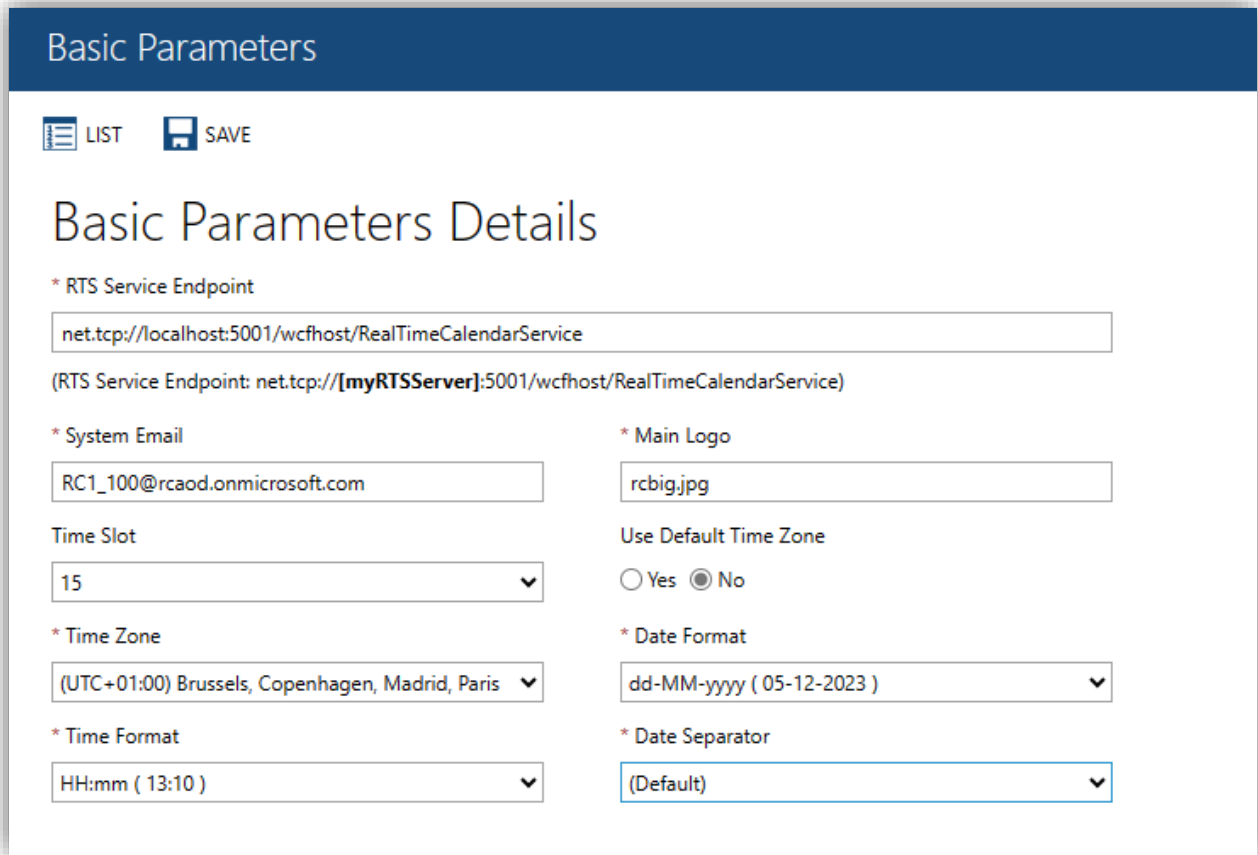 Basic Parameters
LIST SAVE
Basic Parameters Details
* RTS Service Endpoint
net.tcp://localhost:5001/wcfhost/RealTimeCalendarService
(RTS Service Endpoint: net.tcp://[myRTSServer]:5001/wcfhost/RealTimeCalendarService)
* System Email * Main Logo
RC1_100@rcaod.onmicrosoft.com rcbig.jpg
Time Slot Use Default Time Zone
15 Yes No
* Time Zone * Date Format
(UTC+01:00) Brussels, Copenhagen, Madrid, Paris dd-MM-yyyy ( 05-12-2023 )
* Time Format * Date Separator
HH:mm ( 13:10 ) (Default)